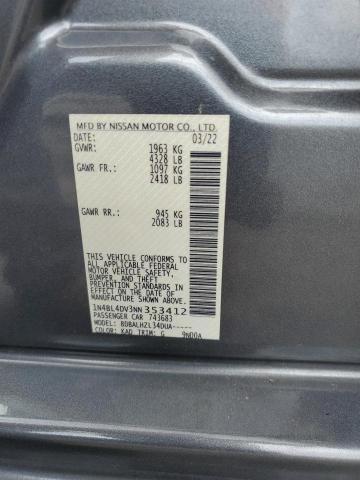 MFD BY NISSAN MOTOR CO., LTD.
DATE: 03/22
GVWR: 1963 KG
4328 LB
GAWR FR.: 1097 KG
2418 LB
GAWR RR.: 945 KG
2083 LB
THIS VEHICLE CONFORMS TO
ALL APPLICABLE FEDERAL
MOTOR VEHICLE SAFETY,
BUMPER, AND THEFT
PREVENTION STANDARDS IN
EFFECT ON THE DATE OF
MANUFACTURE SHOWN ABOVE.
1N4BL4DV3NN353412
PASSENGER CAR 743683
MODEL: BDBALHZL34DUA-----
COLOR: KAD TRIM: G 9N00A